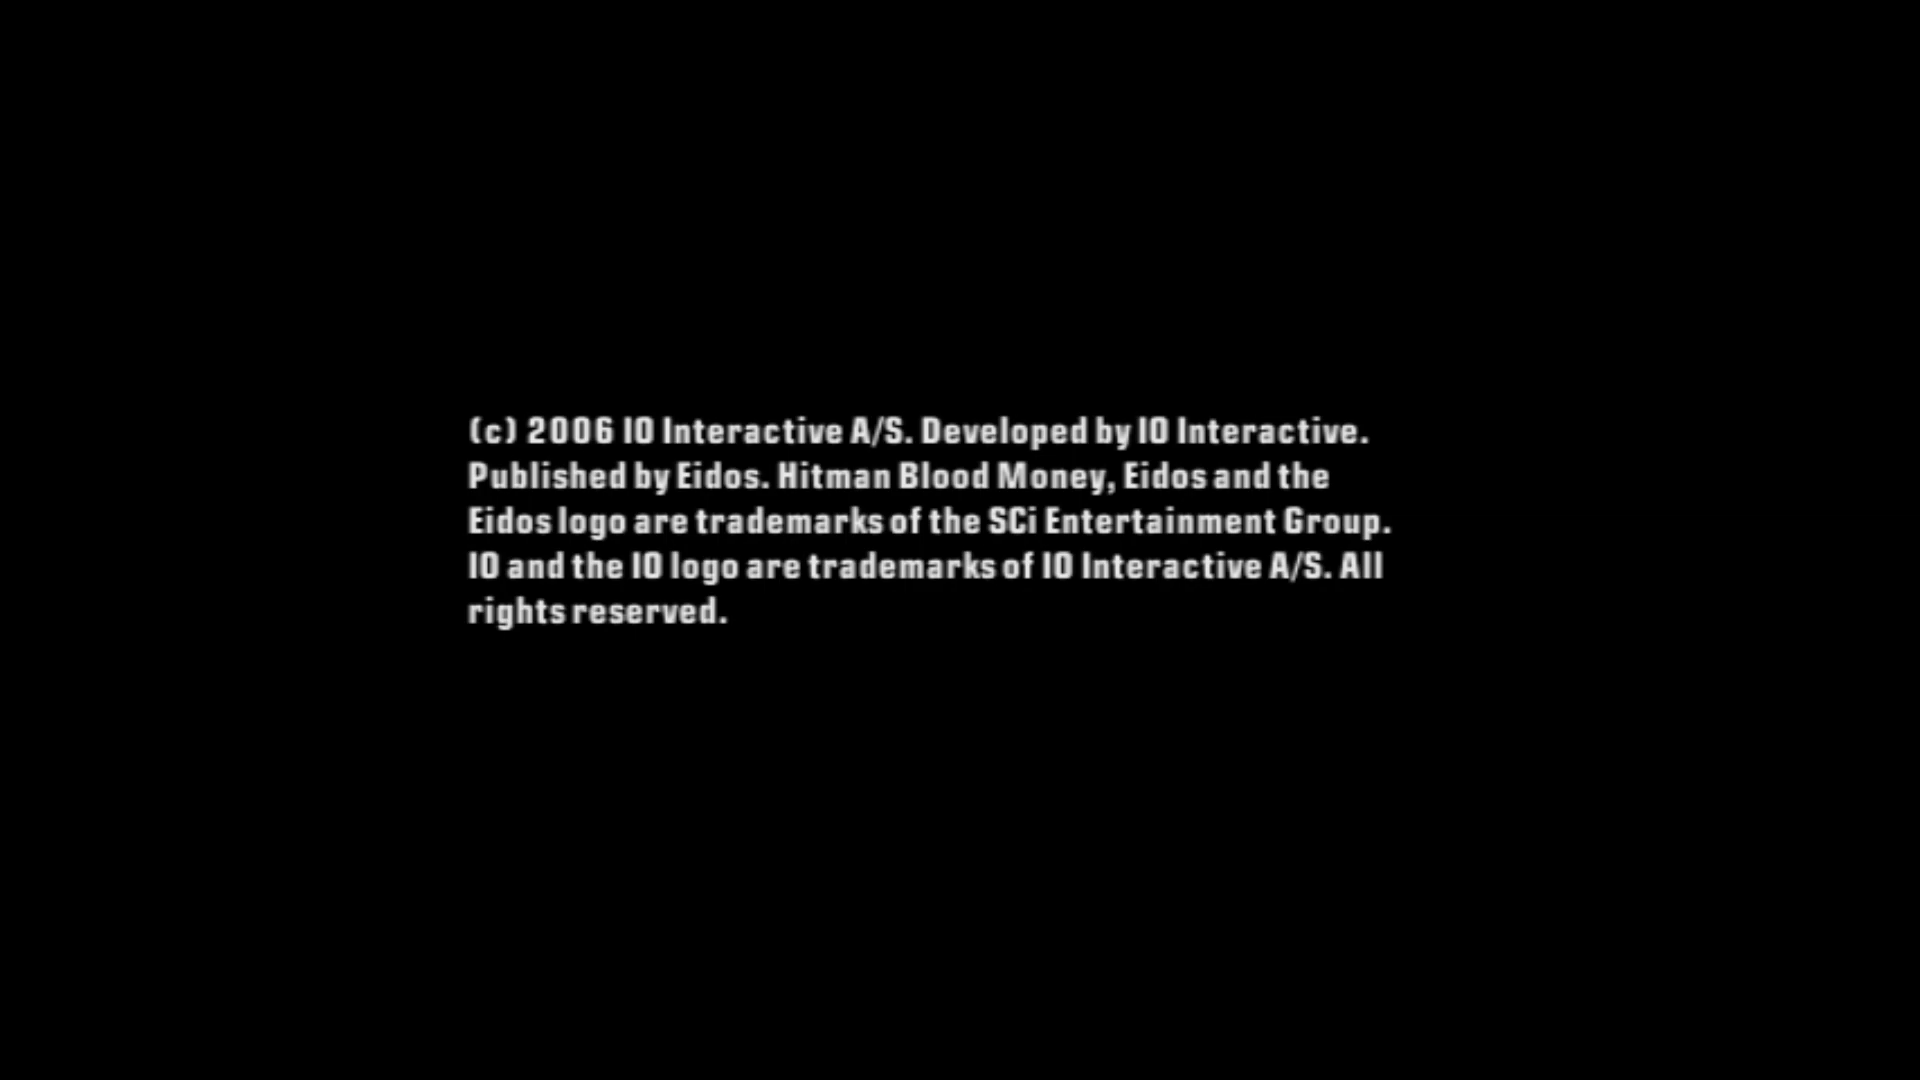 (c) 2006 IO Interactive A/S. Developed by IO Interactive.
Published by Eidos. Hitman Blood Money, Eidos and the
Eidos logo are trademarks of the SCi Entertainment Group.
IO and the IO logo are trademarks of IO Interactive A/S. All
rights reserved.